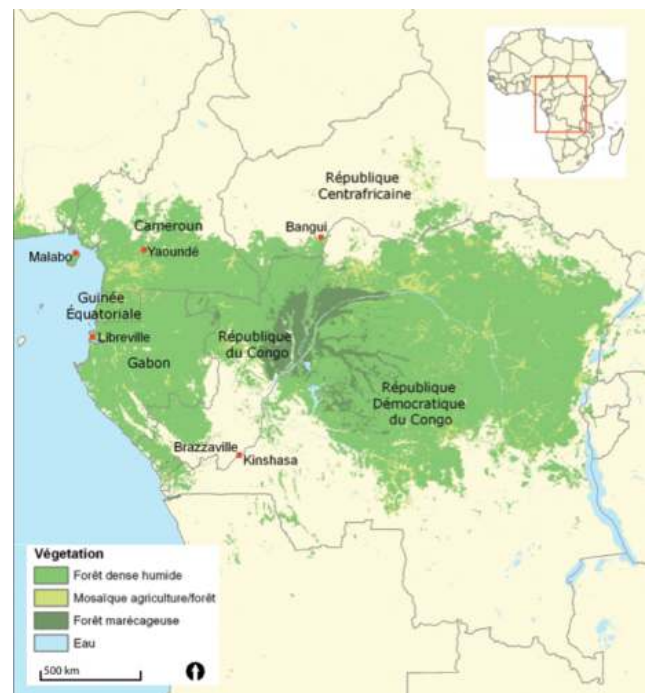 République
Centrafricaine
Cameroun
Bangui
Yaoundé
Malabo
Guinée
Équatoriale
Libreville
République
du Congo
Gabon
République
Démocratique
du Congo
Brazzaville
Kinshasa
Végetation
Forêt dense humide
Mosaïque agriculture/forêt
Forêt marécageuse
Eau
500 km